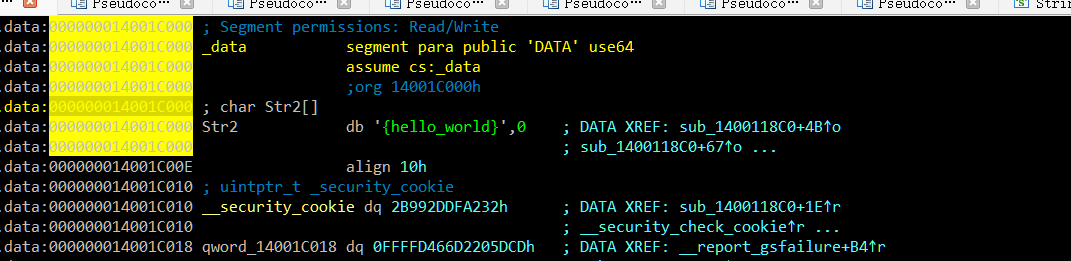 Pseudoco… Pseudoco… Pseudoco… Pseudoco… Pseudoco…
.data:000000014001C000 ; Segment permissions: Read/Write
.data:000000014001C000 _data segment para public 'DATA' use64
.data:000000014001C000 assume cs:_data
.data:000000014001C000 ;org 14001C000h
.data:000000014001C000 ; char Str2[]
.data:000000014001C000 Str2 db '{hello_world}',0 ; DATA XREF: sub_1400118C0+4B↑o
.data:000000014001C000 ; sub_1400118C0+67↑o ...
.data:000000014001C00E align 10h
.data:000000014001C010 ; uintptr_t _security_cookie
.data:000000014001C010 __security_cookie dq 2B992DDFA232h ; DATA XREF: sub_1400118C0+1E↑r
.data:000000014001C010 ; __security_check_cookie↑r ...
.data:000000014001C018 qword_14001C018 dq 0FFFFD466D2205DCDh ; DATA XREF: __report_gsfailure+B4↑r